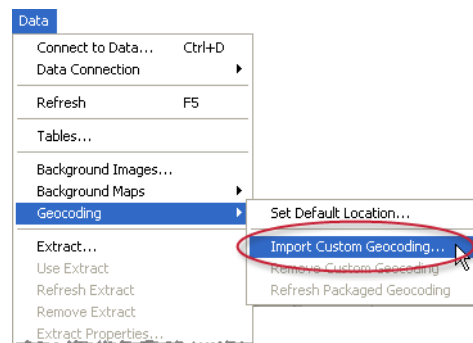 Data
Connect to Data... Ctrl+D
Data Connection
Refresh F5
Tables...
Background Images...
Background Maps
Geocoding
Set Default Location...
Import Custom Geocoding...
Remove Custom Geocoding
Refresh Packaged Geocoding
Extract...
Use Extract
Refresh Extract
Remove Extract
Extract Properties...